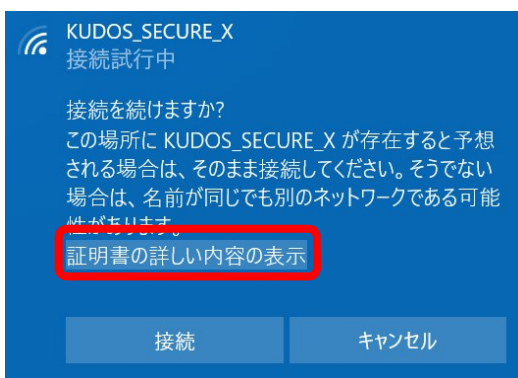 KUDOS_SECURE_X
接続試行中
接続を続けますか?
この場所に KUDOS_SECURE_X が存在すると予想
される場合は、そのまま接続してください。そうでない
場合は、名前が同じでも別のネットワークである可能
性があります。
証明書の詳しい内容の表示
接続
キャンセル